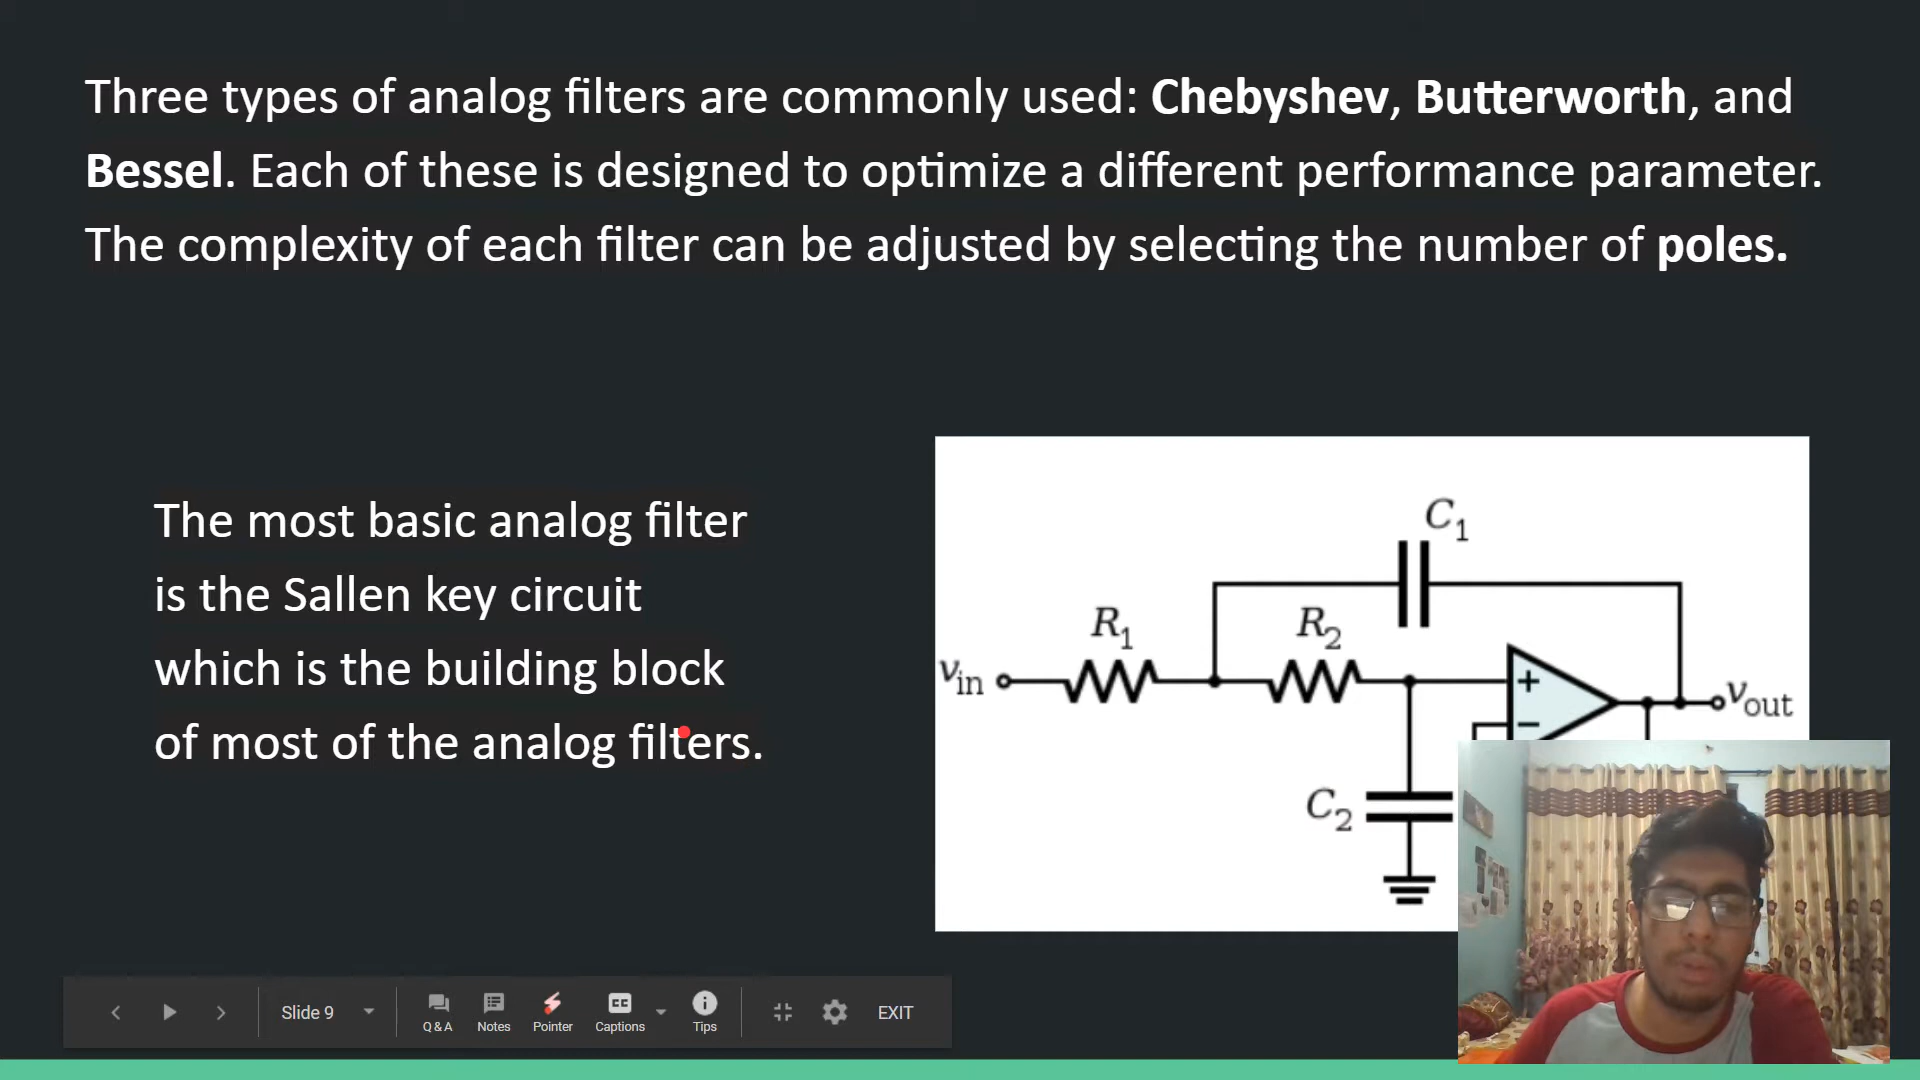 Three types of analog filters are commonly used: Chebyshev, Butterworth, and
Bessel. Each of these is designed to optimize a different performance parameter.
The complexity of each filter can be adjusted by selecting the number of poles.
The most basic analog filter
is the Sallen key circuit
which is the building block
of most of the analog filters.
C1
R1
R2
vin
+
−
vout
C2
Slide 9
Q & A
Notes
Pointer
CC
Captions
Tips
EXIT